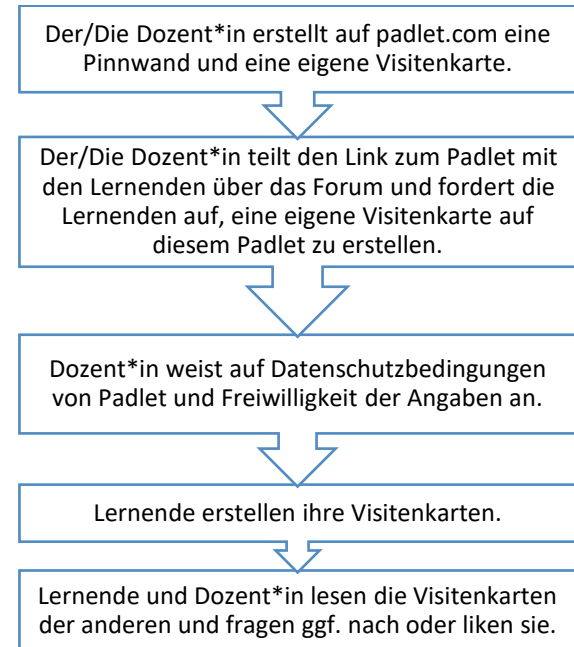 Der/Die Dozent*in erstellt auf padlet.com eine
Pinnwand und eine eigene Visitenkarte.
Der/Die Dozent*in teilt den Link zum Padlet mit
den Lernenden über das Forum und fordert die
Lernenden auf, eine eigene Visitenkarte auf
diesem Padlet zu erstellen.
Dozent*in weist auf Datenschutzbedingungen
von Padlet und Freiwilligkeit der Angaben an.
Lernende erstellen ihre Visitenkarten.
Lernende und Dozent*in lesen die Visitenkarten
der anderen und fragen ggf. nach oder liken sie.